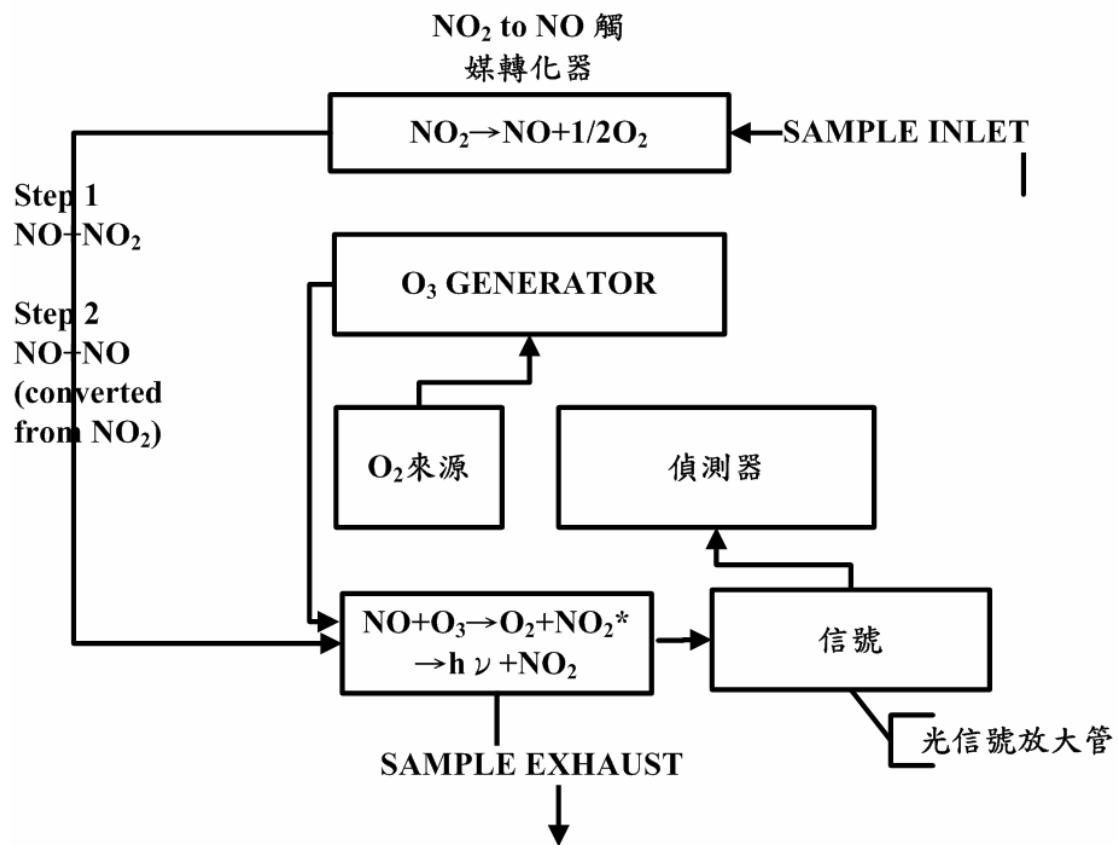 NO₂ to NO 觸
媒轉化器
NO₂→NO+1/2O₂
SAMPLE INLET
Step 1
NO+NO₂
O₃ GENERATOR
Step 2
NO+NO
(converted
from NO₂)
O₂來源
偵測器
NO+O₃→O₂+NO₂*
→hν+NO₂
信號
光信號放大管
SAMPLE EXHAUST